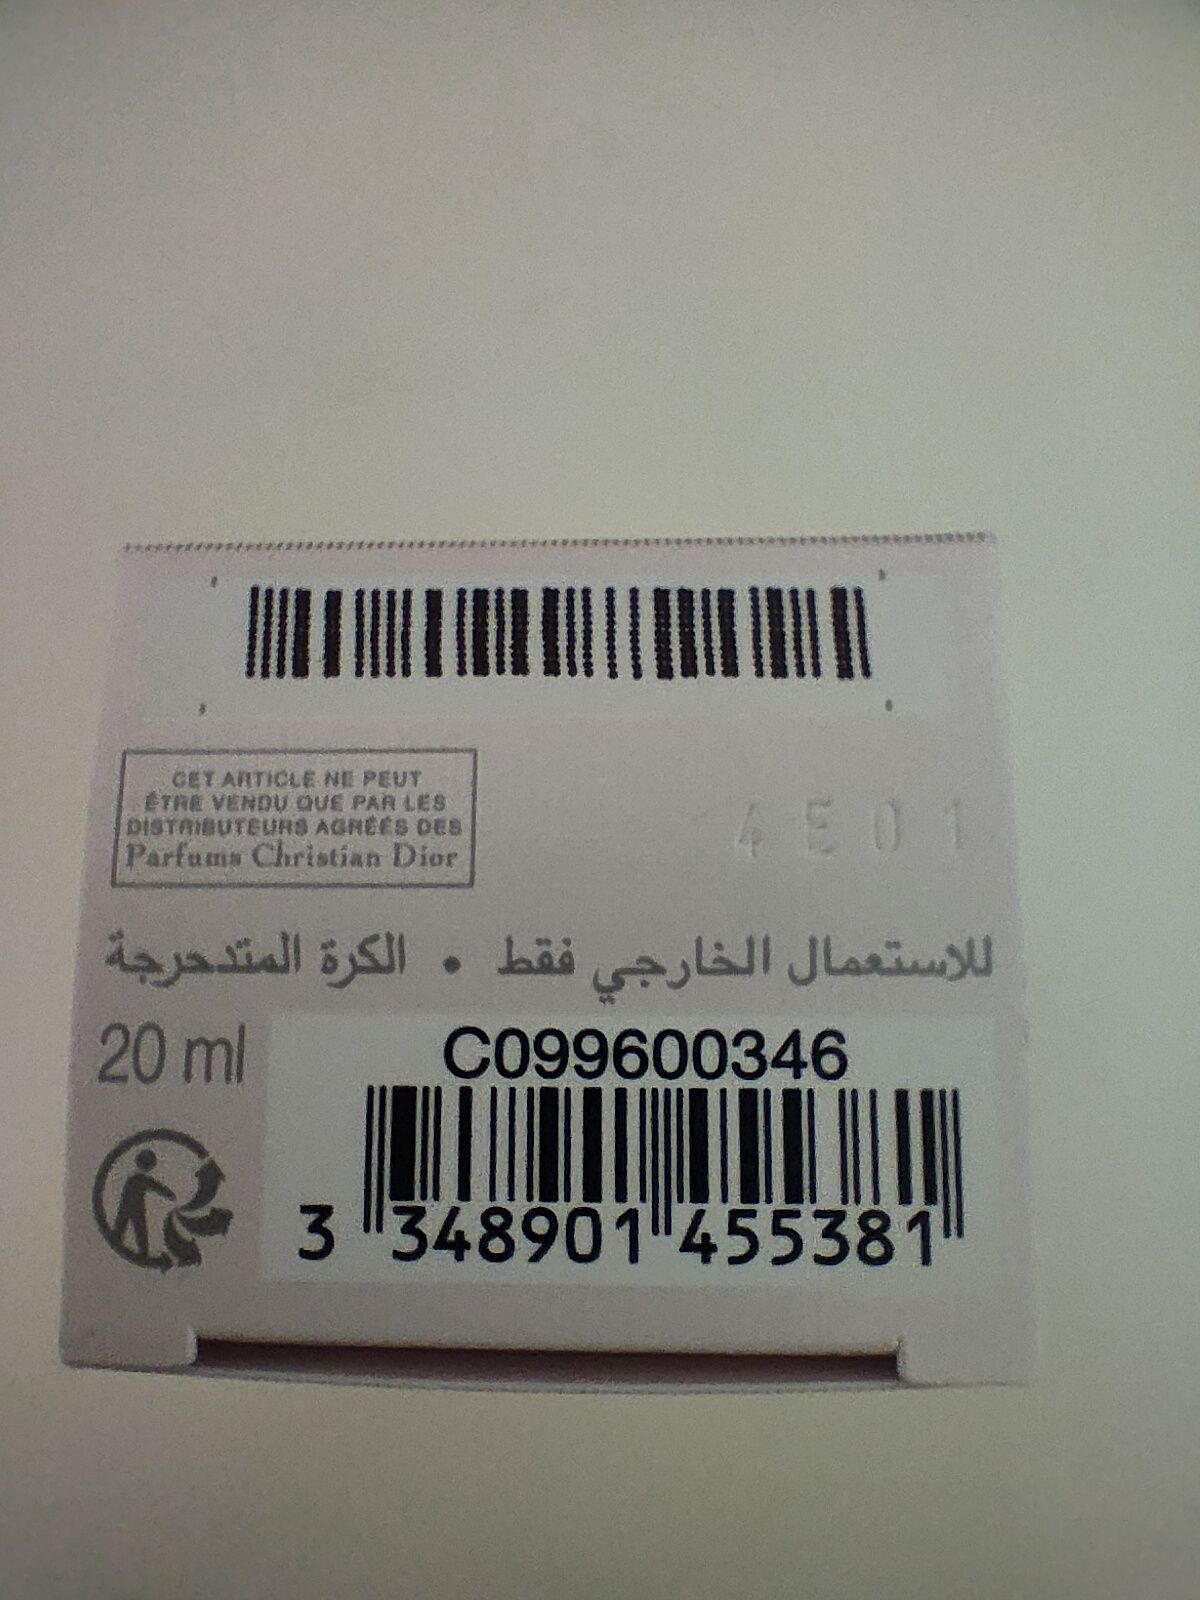 CET ARTICLE NE PEUT
ÊTRE VENDU QUE PAR LES
DISTRIBUTEURS AGRÉÉS DES
Parfums Christian Dior
4E01
للاستعمال الخارجي فقط • الكرة المتدحرجة
20 ml
C099600346
3 348901 455381